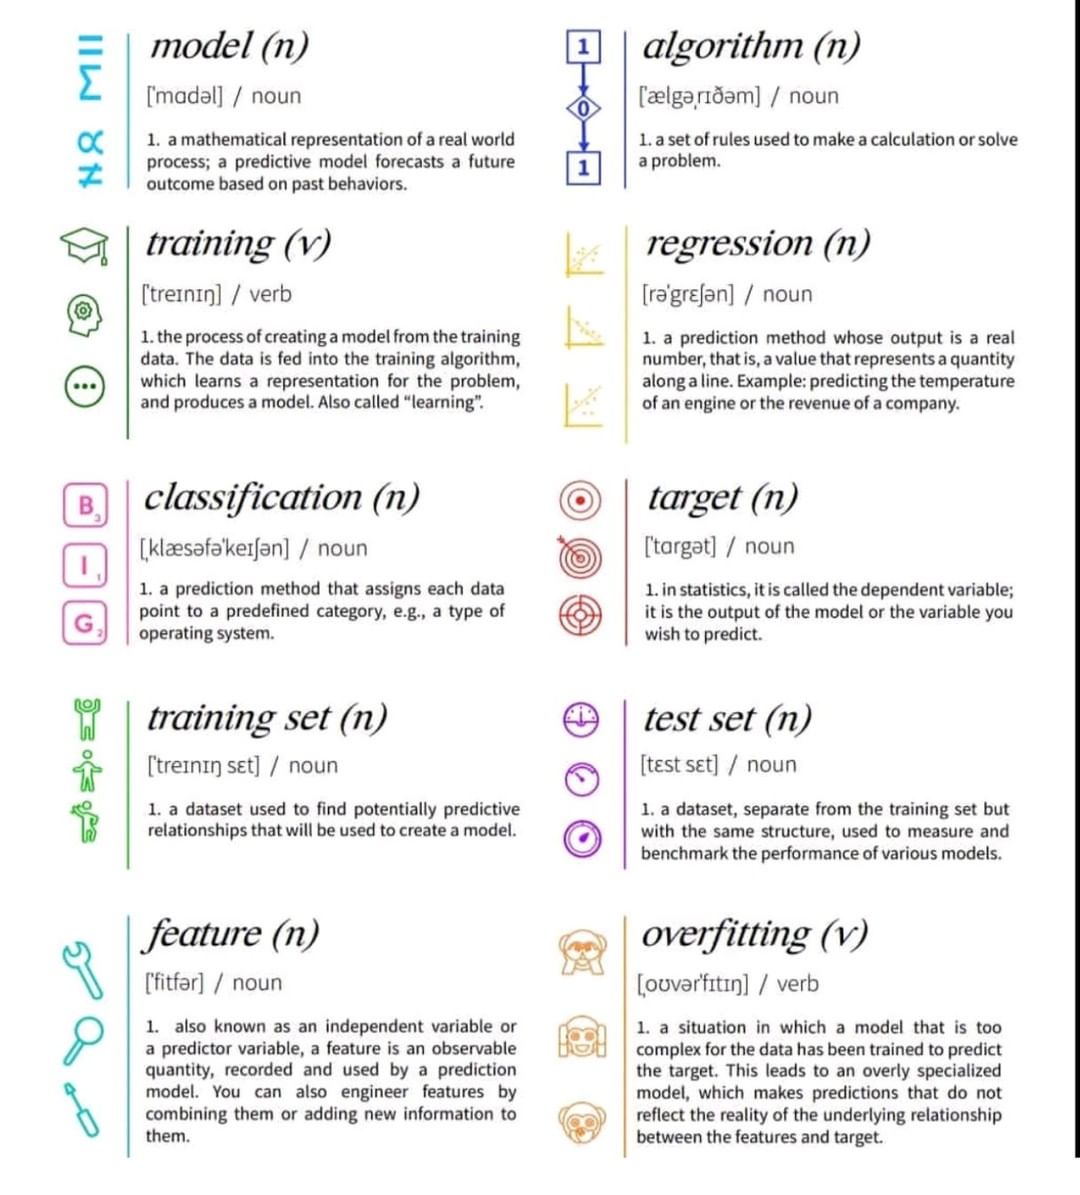 model (n)
['mɑdəl] / noun
1. a mathematical representation of a real world
process; a predictive model forecasts a future
outcome based on past behaviors.
= Σ ∝ ≠
algorithm (n)
['ælgəˌrɪðəm] / noun
1. a set of rules used to make a calculation or solve
a problem.
1
0
1
training (v)
['treɪnɪŋ] / verb
1. the process of creating a model from the training
data. The data is fed into the training algorithm,
which learns a representation for the problem,
and produces a model. Also called “learning”.
regression (n)
[rə'grɛʃən] / noun
1. a prediction method whose output is a real
number, that is, a value that represents a quantity
along a line. Example: predicting the temperature
of an engine or the revenue of a company.
classification (n)
[ˌklæsəfə'keɪʃən] / noun
1. a prediction method that assigns each data
point to a predefined category, e.g., a type of
operating system.
B 3
I 1
G 2
target (n)
['tɑrgət] / noun
1. in statistics, it is called the dependent variable;
it is the output of the model or the variable you
wish to predict.
training set (n)
['treɪnɪŋ sɛt] / noun
1. a dataset used to find potentially predictive
relationships that will be used to create a model.
test set (n)
[tɛst sɛt] / noun
1. a dataset, separate from the training set but
with the same structure, used to measure and
benchmark the performance of various models.
feature (n)
['fitʃər] / noun
1. also known as an independent variable or
a predictor variable, a feature is an observable
quantity, recorded and used by a prediction
model. You can also engineer features by
combining them or adding new information to
them.
overfitting (v)
[ˌoʊvər'fɪtɪŋ] / verb
1. a situation in which a model that is too
complex for the data has been trained to predict
the target. This leads to an overly specialized
model, which makes predictions that do not
reflect the reality of the underlying relationship
between the features and target.